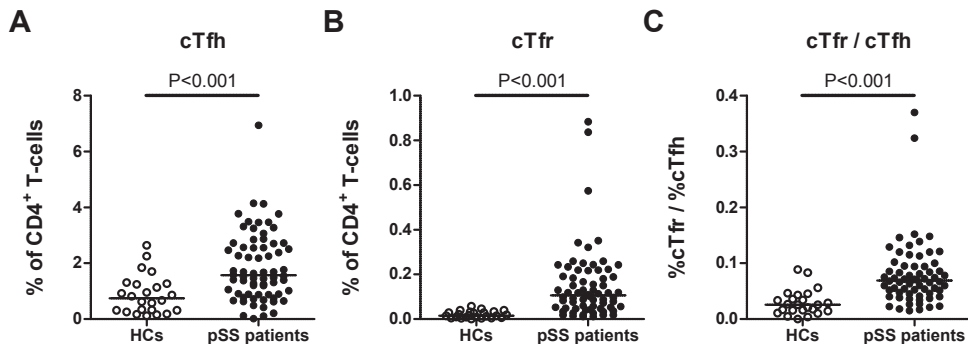 A
cTfh
P<0.001
% of CD4⁺ T-cells
8
6
4
2
0
HCs
pSS patients
B
cTfr
P<0.001
% of CD4⁺ T-cells
1.0
0.8
0.6
0.4
0.2
0.0
HCs
pSS patients
C
cTfr / cTfh
P<0.001
%cTfr / %cTfh
0.4
0.3
0.2
0.1
0.0
HCs
pSS patients